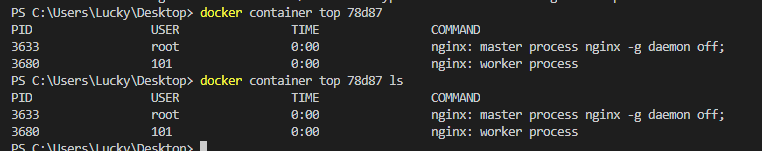 PS C:\Users\Lucky\Desktop> docker container top 78d87
PID USER TIME COMMAND
3633 root 0:00 nginx: master process nginx -g daemon off;
3680 101 0:00 nginx: worker process
PS C:\Users\Lucky\Desktop> docker container top 78d87 ls
PID USER TIME COMMAND
3633 root 0:00 nginx: master process nginx -g daemon off;
3680 101 0:00 nginx: worker process
PS C:\Users\Lucky\Desktop>